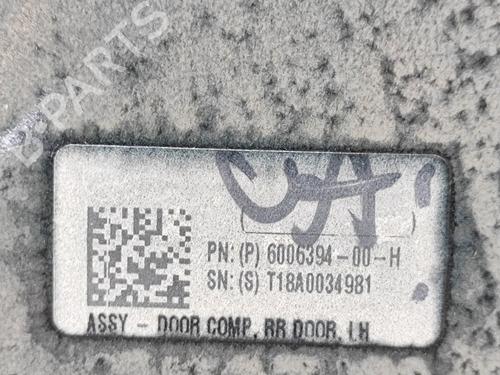 B-PARTS
PN: (P) 6006394-00-H
SN: (S) T18A0034981
ASSY - DOOR COMP, RR DOOR, LH